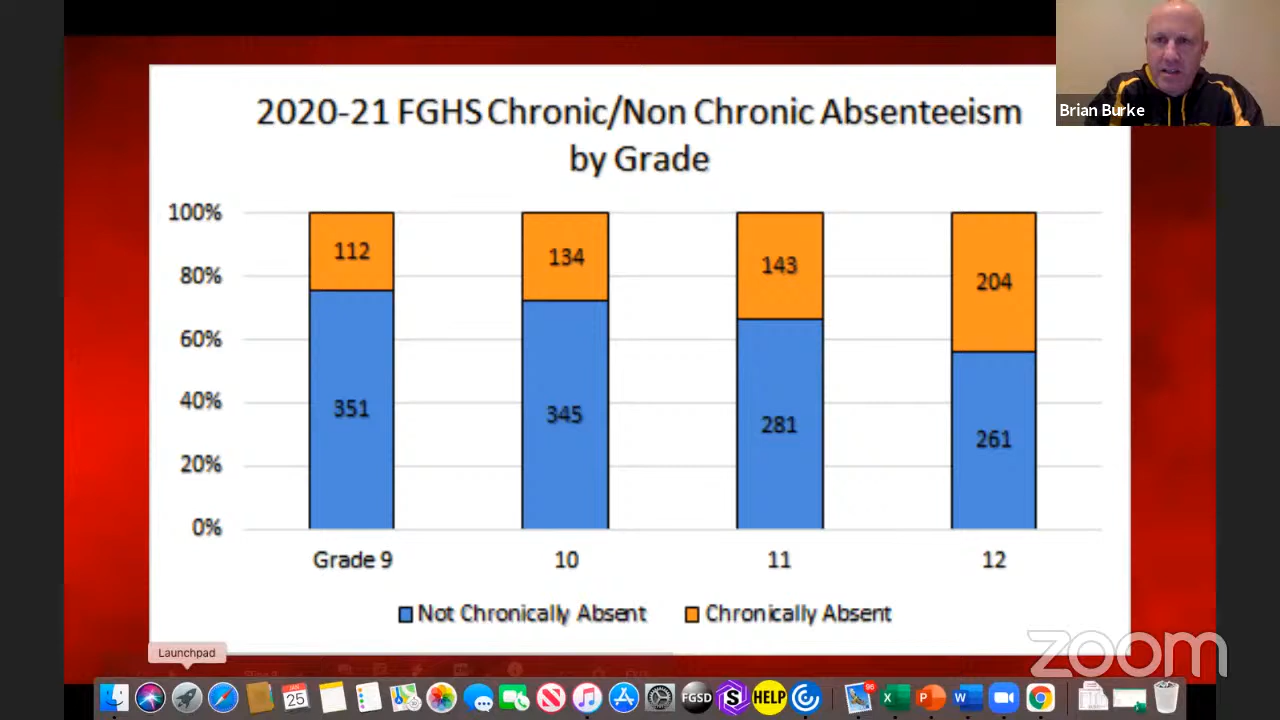 2020-21 FGHS Chronic/Non Chronic Absenteeism
by Grade
Brian Burke
100%
80%
60%
40%
20%
0%
112
134
143
204
351
345
281
261
Grade 9
10
11
12
Not Chronically Absent
Chronically Absent
zoom
Launchpad
25
FGSD
S
HELP
96
X
P
W